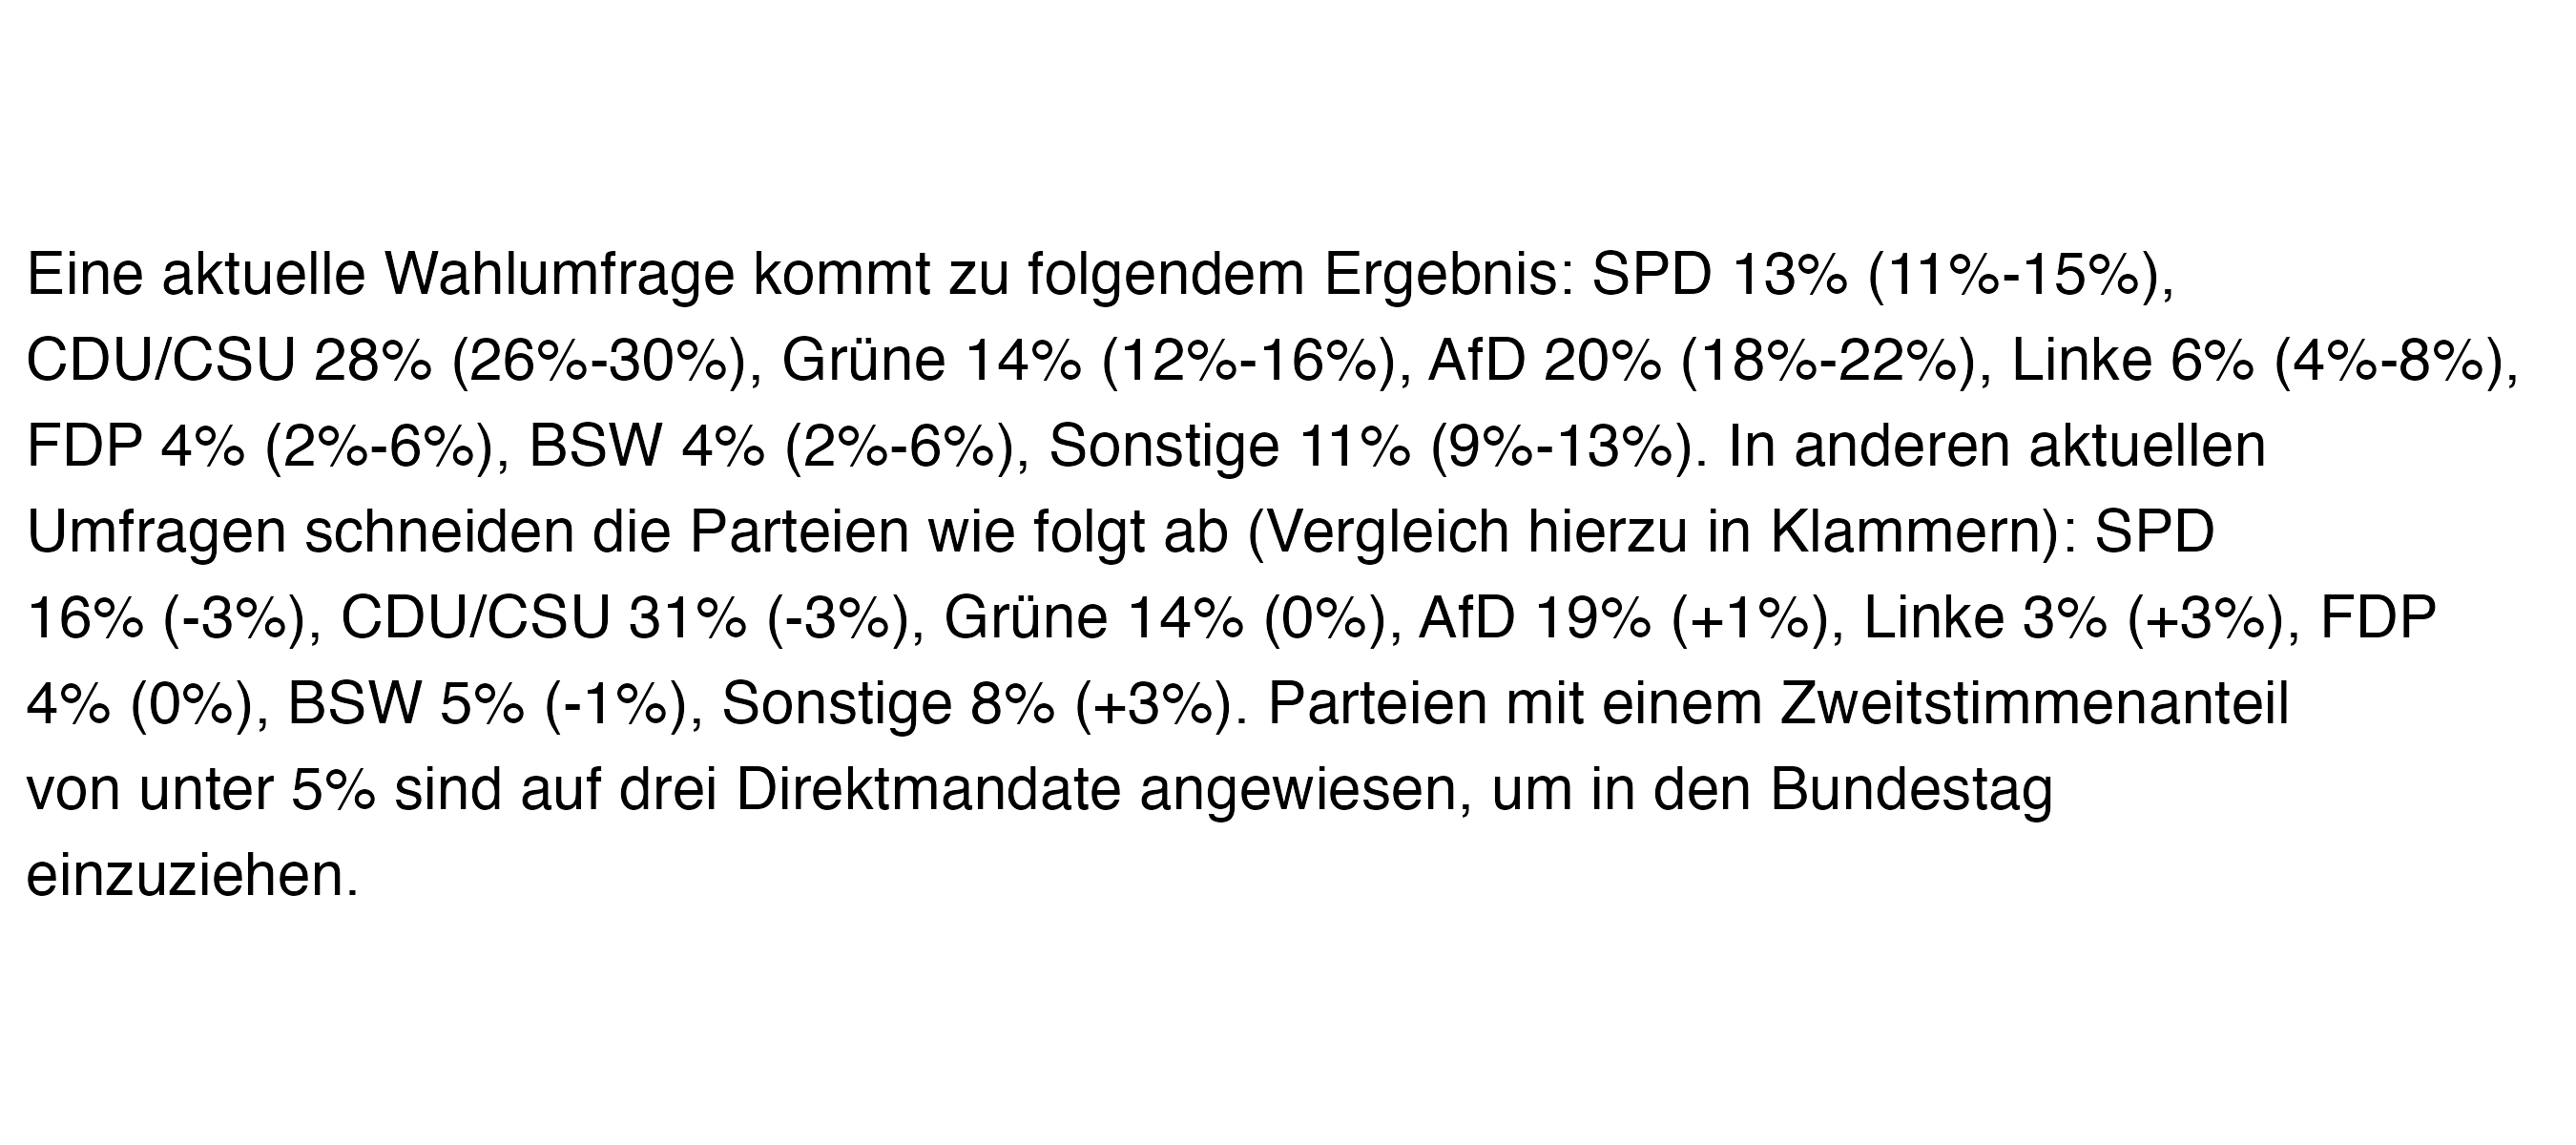 Eine aktuelle Wahlumfrage kommt zu folgendem Ergebnis: SPD 13% (11%-15%),
CDU/CSU 28% (26%-30%), Grüne 14% (12%-16%), AfD 20% (18%-22%), Linke 6% (4%-8%),
FDP 4% (2%-6%), BSW 4% (2%-6%), Sonstige 11% (9%-13%). In anderen aktuellen
Umfragen schneiden die Parteien wie folgt ab (Vergleich hierzu in Klammern): SPD
16% (-3%), CDU/CSU 31% (-3%), Grüne 14% (0%), AfD 19% (+1%), Linke 3% (+3%), FDP
4% (0%), BSW 5% (-1%), Sonstige 8% (+3%). Parteien mit einem Zweitstimmenanteil
von unter 5% sind auf drei Direktmandate angewiesen, um in den Bundestag
einzuziehen.